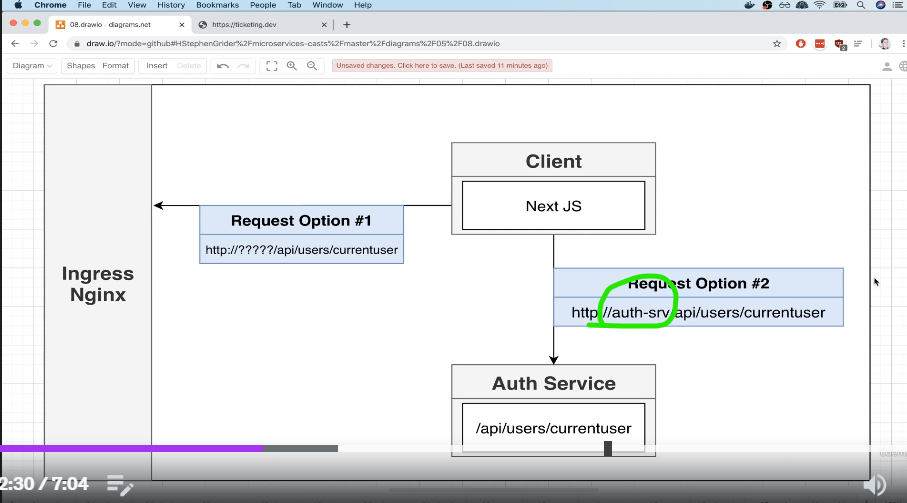 Chrome File Edit View History Bookmarks People Tab Window Help
08.drawio - diagrams.net
https://ticketing.dev
draw.io/?mode=github#HStephenGrider%2Fmicroservices-casts%2Fmaster%2Fdiagrams%2F05%2F08.drawio
Diagram Shapes Format Insert Delete Unsaved changes. Click here to save. (Last saved 11 minutes ago)
Client
Next JS
Request Option #1
http://?????/api/users/currentuser
Ingress
Nginx
Request Option #2
http://auth-srv/api/users/currentuser
Auth Service
/api/users/currentuser
2:30 / 7:04